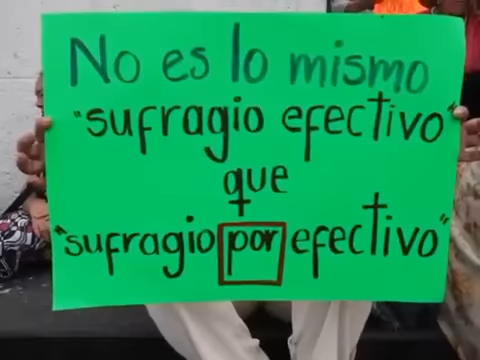 No es lo mismo
"sufragio efectivo"
que
"sufragio por efectivo"